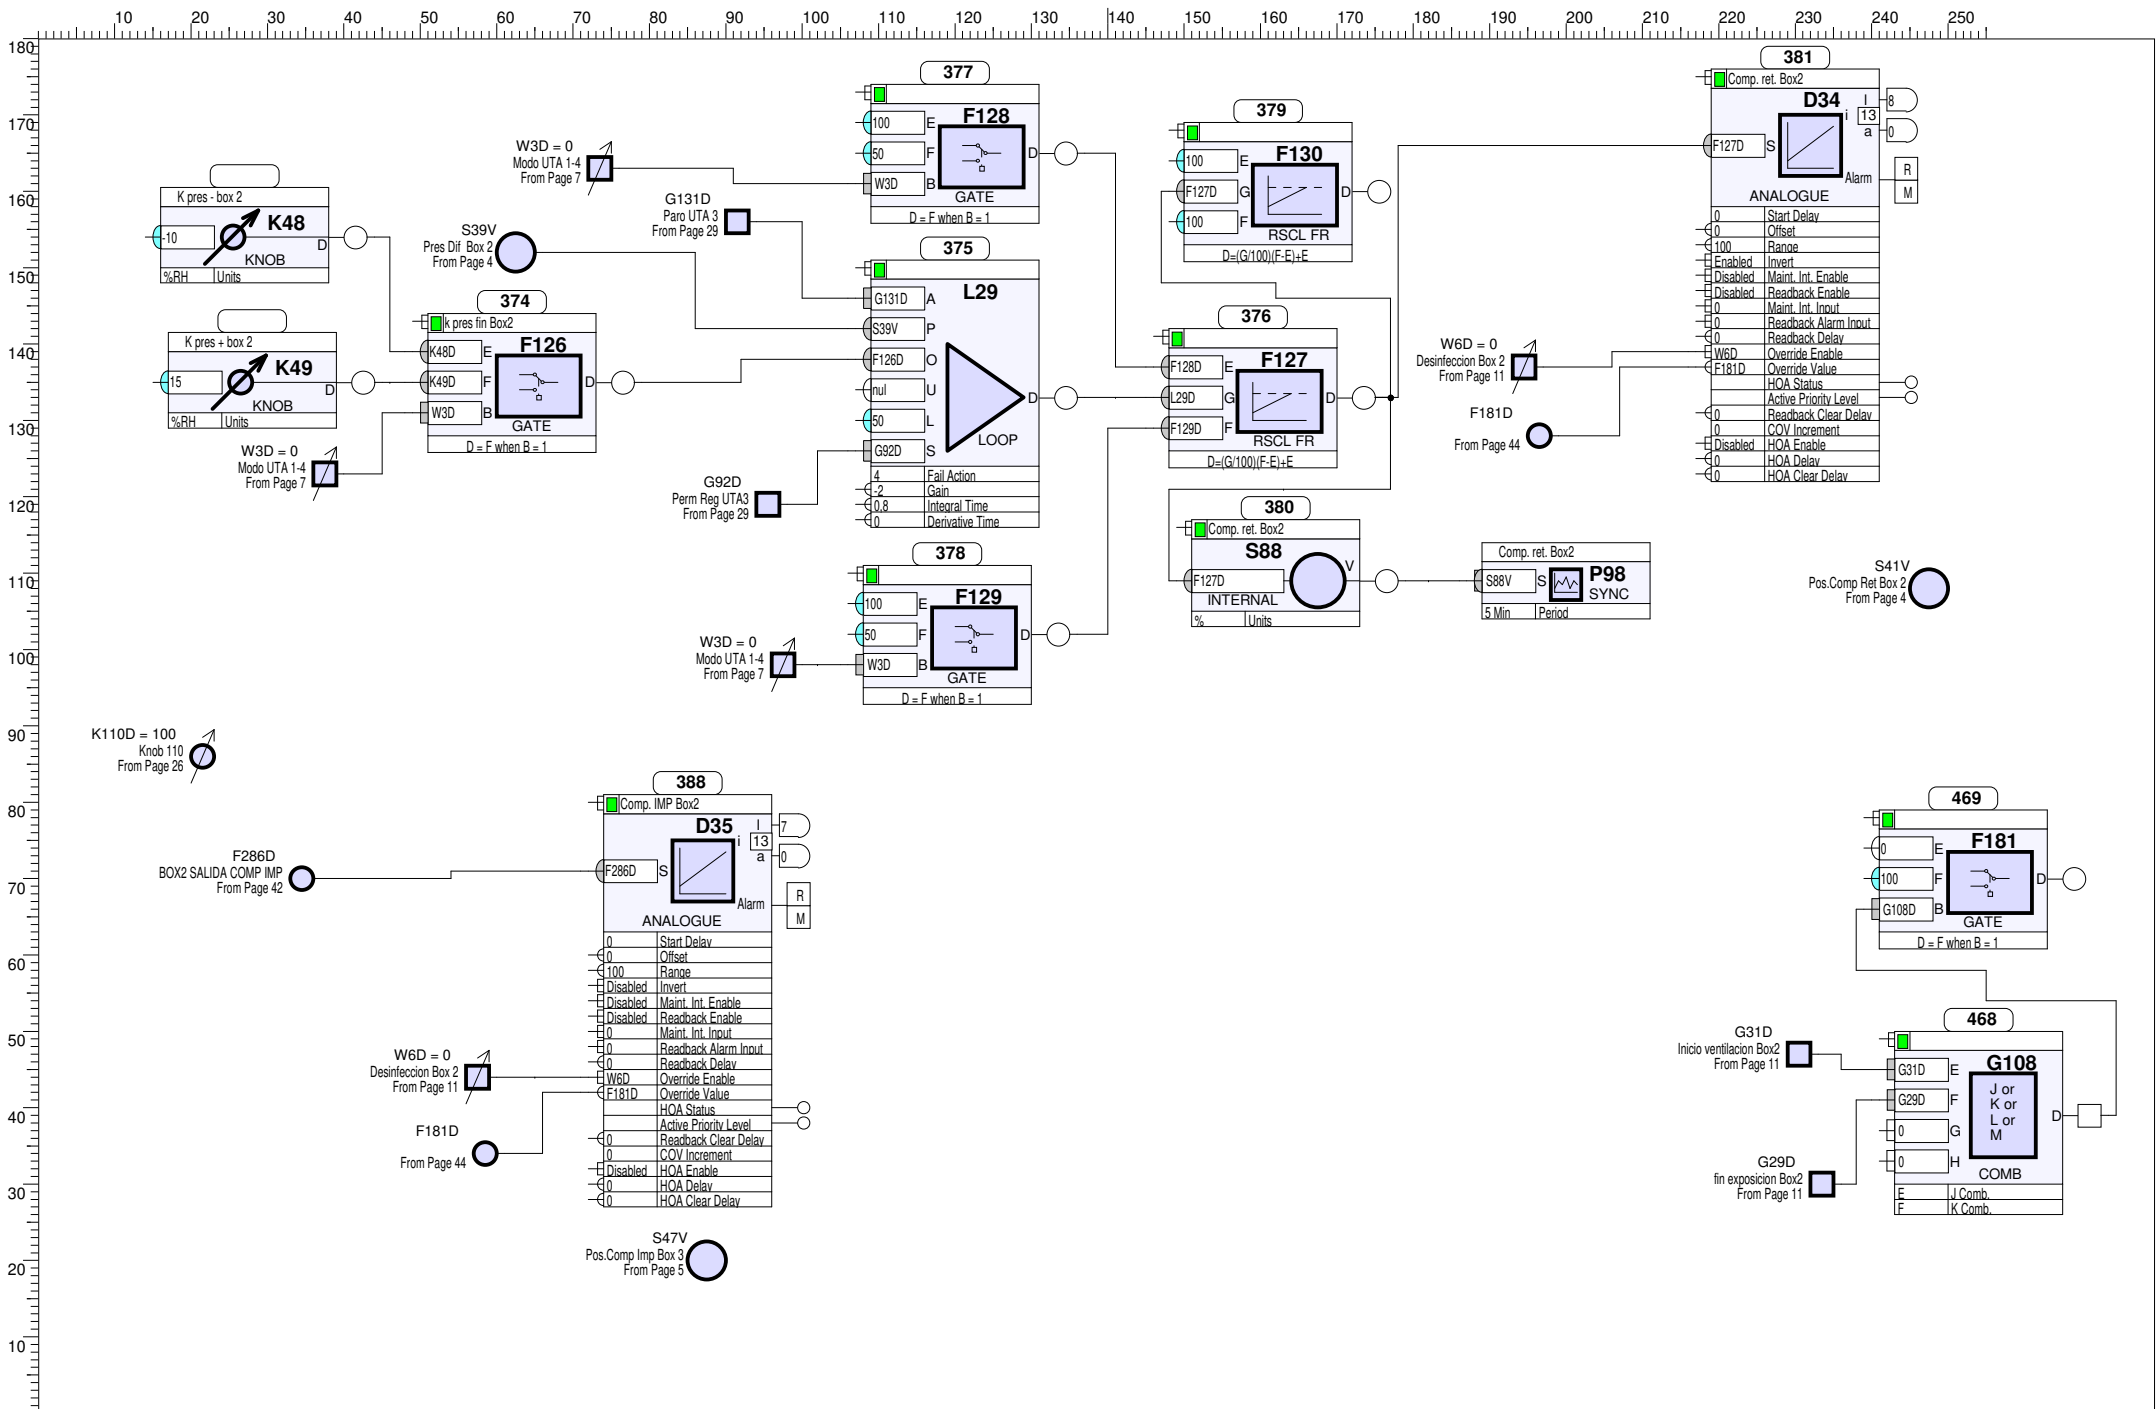 10 20 30 40 50 60 70 80 90 100 110 120 130 140 150 160 170 180 190 200 210 220 230 240 250
180
170
160
150
140
130
120
110
100
90
80
70
60
50
40
30
20
10
K pres - box 2
K48
-10
D
KNOB
%RH Units
K pres + box 2
K49
15
D
KNOB
%RH Units
W3D = 0
Modo UTA 1-4
From Page 7
374
k pres fin Box2
F126
K48D E
K49D F
W3D B
D
GATE
D = F when B = 1
S39V
Pres Dif Box 2
From Page 4
W3D = 0
Modo UTA 1-4
From Page 7
G131D
Paro UTA 3
From Page 29
377
F128
100 E
50 F
W3D B
D
GATE
D = F when B = 1
375
L29
G131D A
S39V P
F126D O
nul U
50 L
G92D S
D
LOOP
4 Fail Action
-2 Gain
0,8 Integral Time
0 Derivative Time
G92D
Perm Reg UTA3
From Page 29
378
F129
100 E
50 F
W3D B
D
GATE
D = F when B = 1
W3D = 0
Modo UTA 1-4
From Page 7
379
F130
100 E
F127D G
100 F
D
RSCL FR
D=(G/100)(F-E)+E
376
F127
F128D E
L29D G
F129D F
D
RSCL FR
D=(G/100)(F-E)+E
380
Comp. ret. Box2
S88
V
F127D
INTERNAL
% Units
Comp. ret. Box2
S88V S
P98
SYNC
5 Min Period
381
Comp. ret. Box2
D34
I 8
i 13
a 0
F127D S
R
Alarm
M
ANALOGUE
0 Start Delay
0 Offset
100 Range
Enabled Invert
Disabled Maint. Int. Enable
Disabled Readback Enable
0 Maint. Int. Input
0 Readback Alarm Input
0 Readback Delay
W6D Override Enable
F181D Override Value
HOA Status
Active Priority Level
0 Readback Clear Delay
0 COV Increment
Disabled HOA Enable
0 HOA Delay
0 HOA Clear Delay
W6D = 0
Desinfeccion Box 2
From Page 11
F181D
From Page 44
S41V
Pos.Comp Ret Box 2
From Page 4
K110D = 100
Knob 110
From Page 26
F286D
BOX2 SALIDA COMP IMP
From Page 42
388
Comp. IMP Box2
D35
I 7
i 13
a 0
F286D S
R
Alarm
M
ANALOGUE
0 Start Delay
0 Offset
100 Range
Disabled Invert
Disabled Maint. Int. Enable
Disabled Readback Enable
0 Maint. Int. Input
0 Readback Alarm Input
0 Readback Delay
W6D Override Enable
F181D Override Value
HOA Status
Active Priority Level
0 Readback Clear Delay
0 COV Increment
Disabled HOA Enable
0 HOA Delay
0 HOA Clear Delay
W6D = 0
Desinfeccion Box 2
From Page 11
F181D
From Page 44
S47V
Pos.Comp Imp Box 3
From Page 5
469
F181
0 E
100 F
G108D B
D
GATE
D = F when B = 1
468
G108
G31D E
G29D F
0 G
0 H
J or
K or
L or
M
D
COMB
E J Comb.
F K Comb.
G31D
Inicio ventilacion Box2
From Page 11
G29D
fin exposicion Box2
From Page 11